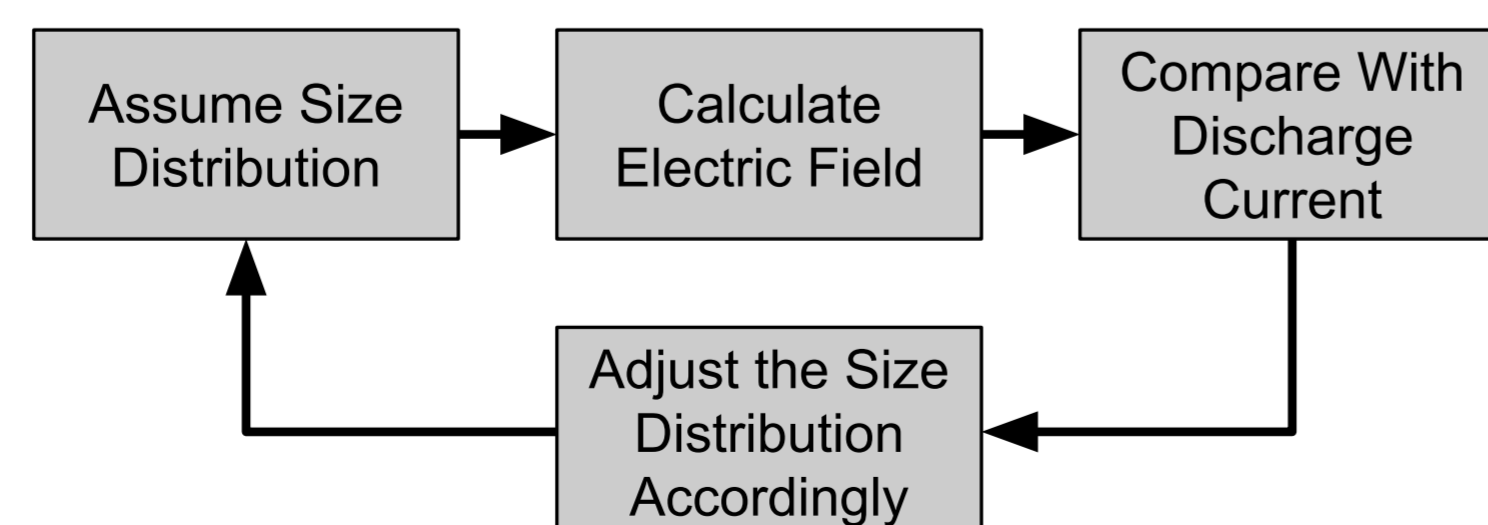 Assume Size
Distribution
Calculate
Electric Field
Compare With
Discharge
Current
Adjust the Size
Distribution
Accordingly